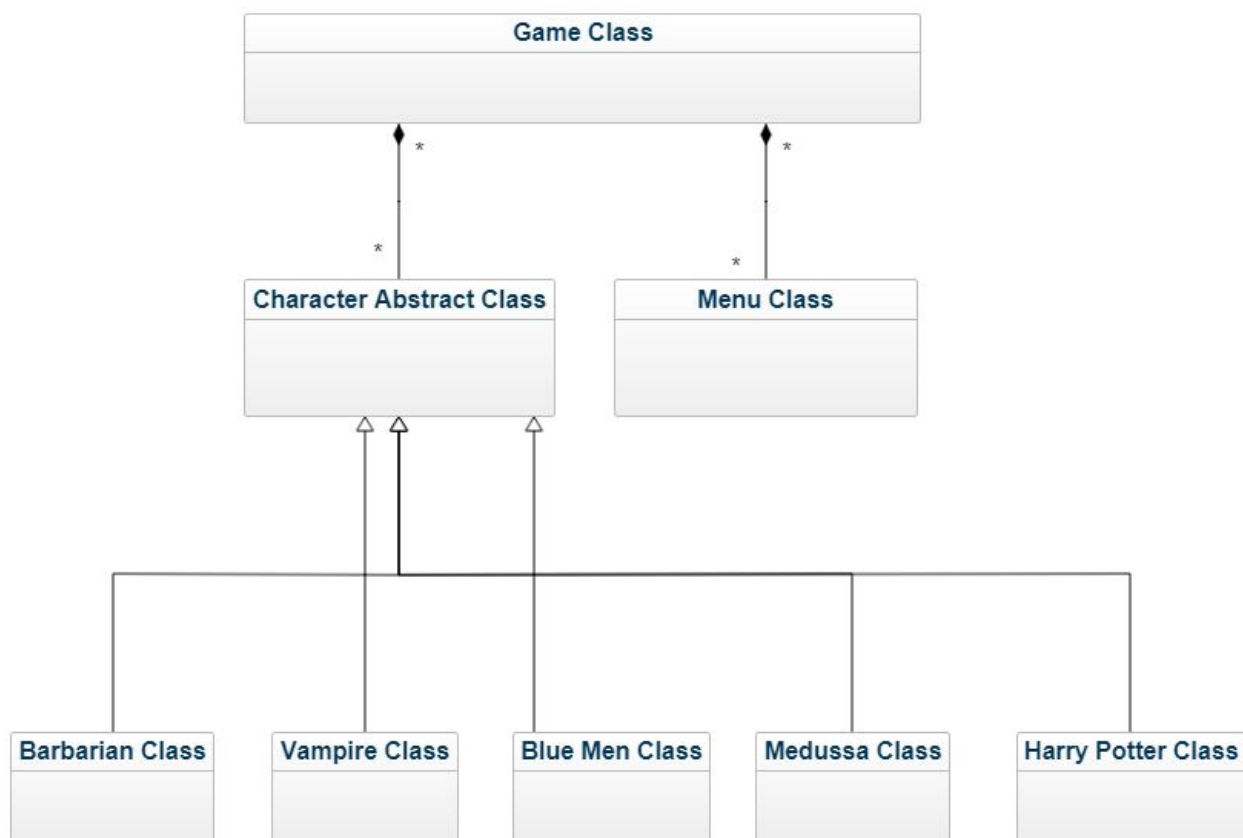 Game Class
*
*
*
*
Character Abstract Class
Menu Class
Barbarian Class
Vampire Class
Blue Men Class
Medussa Class
Harry Potter Class